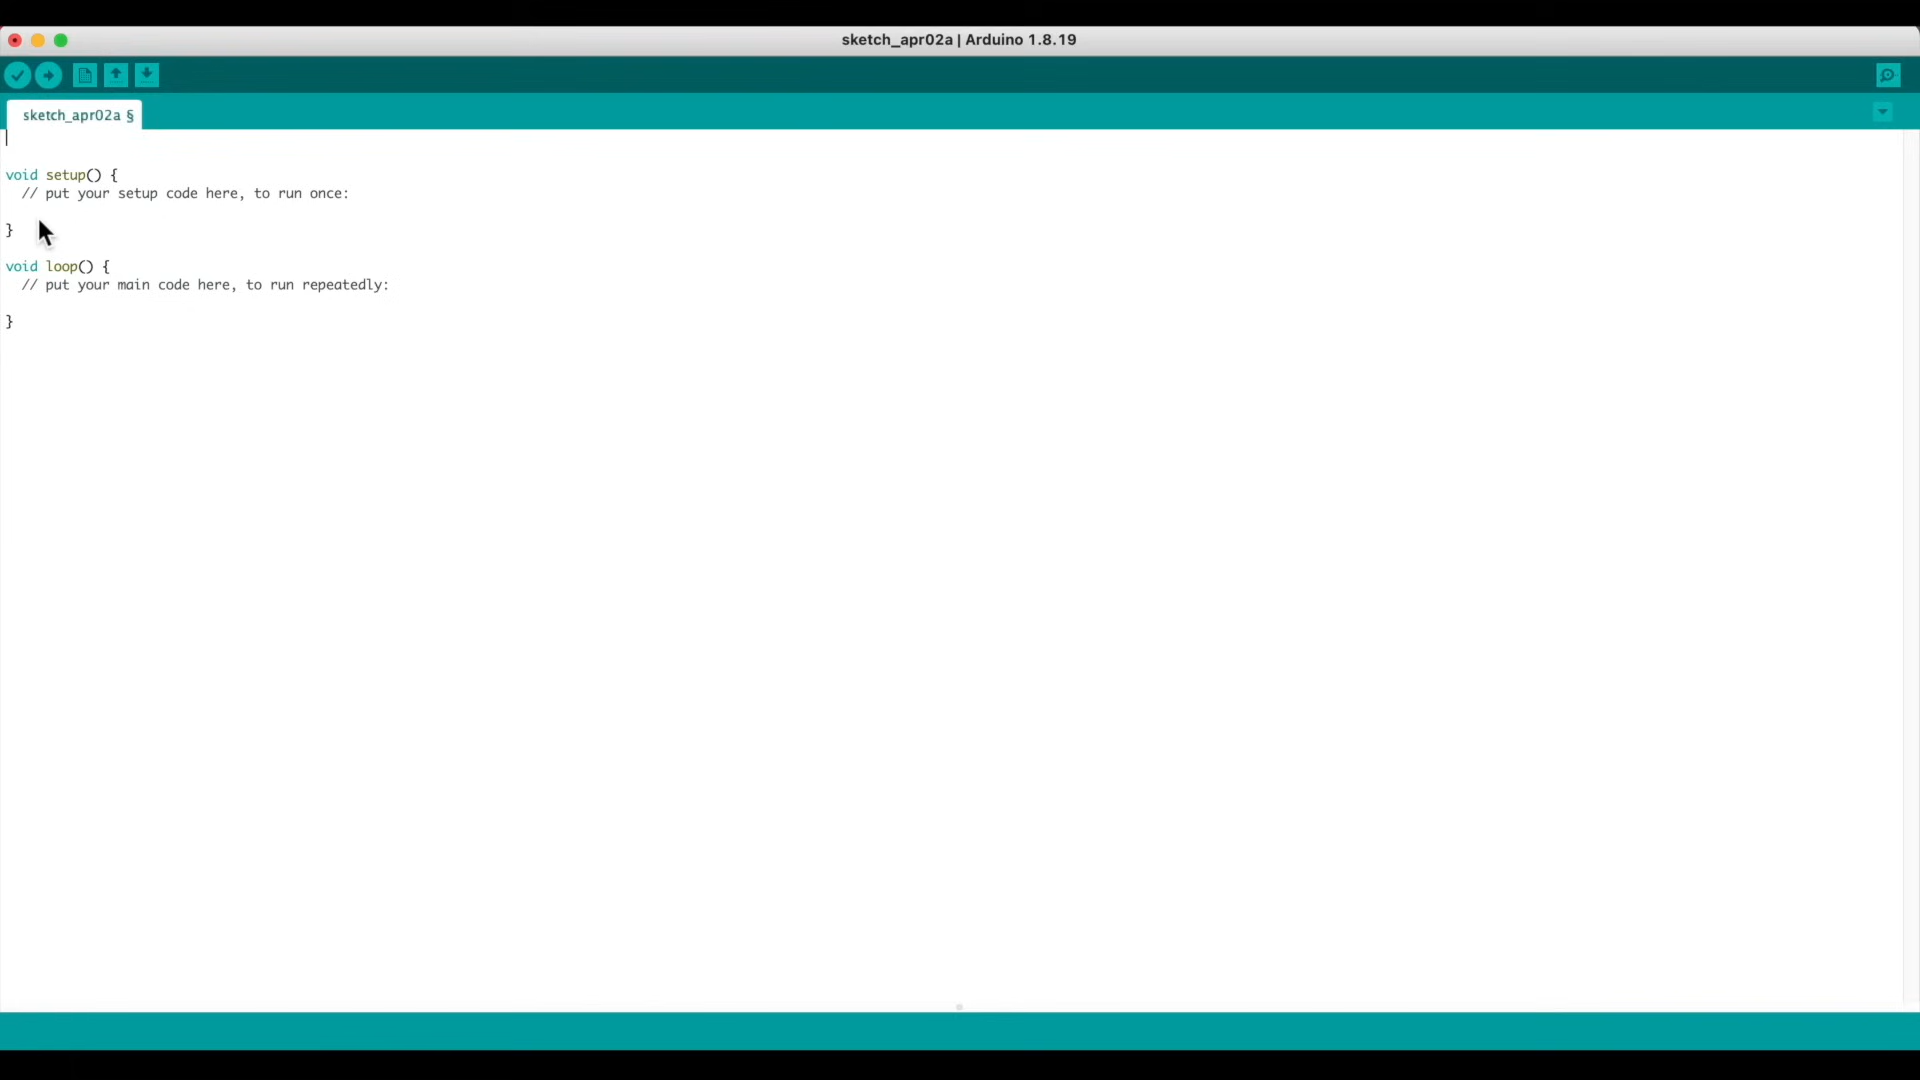 sketch_apr02a | Arduino 1.8.19
sketch_apr02a §
void setup() {
  // put your setup code here, to run once:
}
void loop() {
  // put your main code here, to run repeatedly:
}